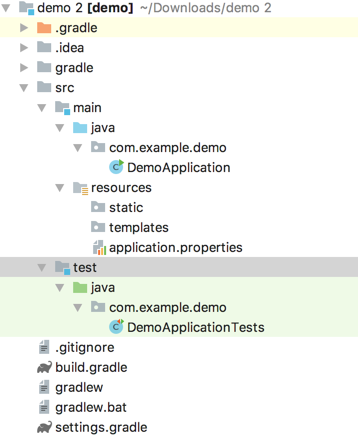 demo 2 [demo] ~/Downloads/demo 2
.gradle
.idea
gradle
src
main
java
com.example.demo
DemoApplication
resources
static
templates
application.properties
test
java
com.example.demo
DemoApplicationTests
.gitignore
build.gradle
gradlew
gradlew.bat
settings.gradle